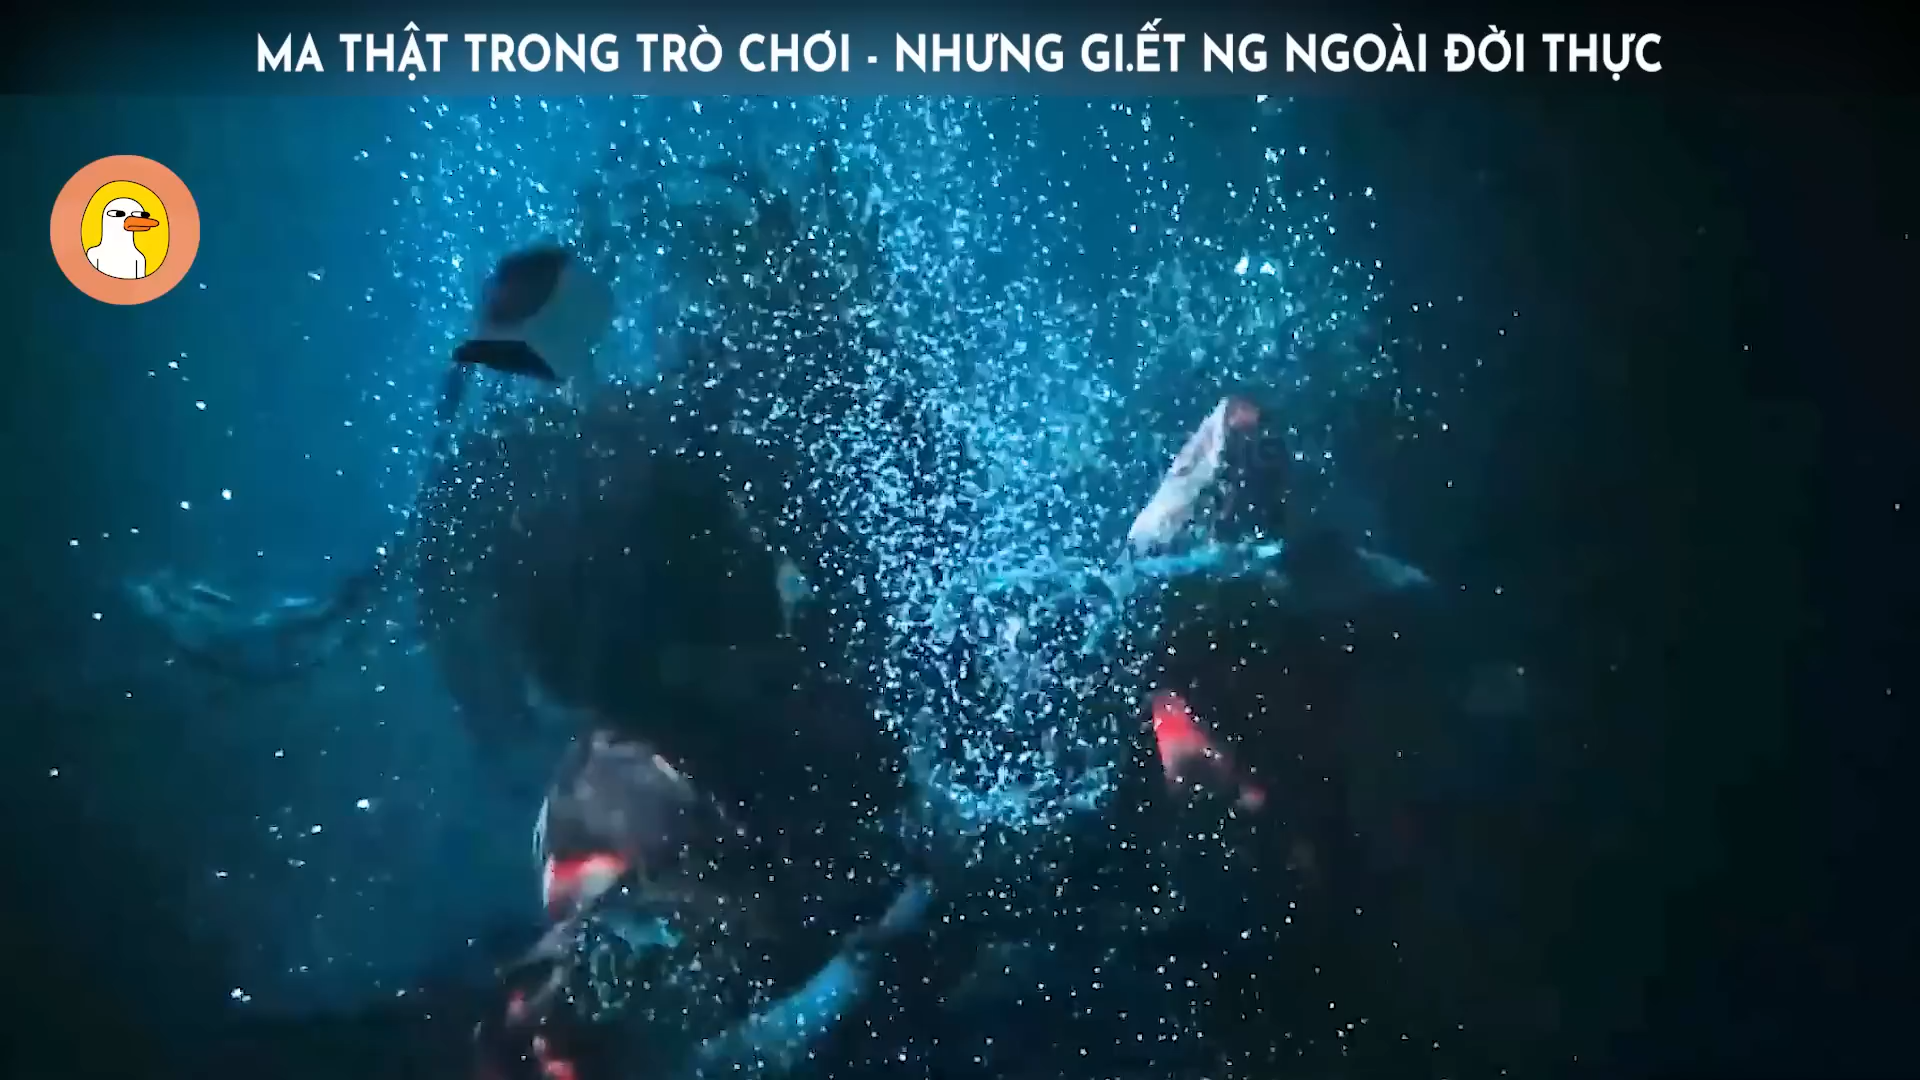 MA THẬT TRONG TRÒ CHƠI - NHƯNG GI.ẾT NG NGOÀI ĐỜI THỰC